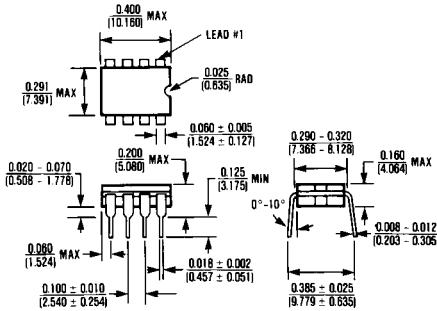 0.400 MAX
(10.160)
LEAD #1
0.291 MAX
(7.391)
0.025 RAD
(0.635)
0.060 ± 0.005
(1.524 ± 0.127)
0.020 - 0.070
(0.508 - 1.778)
0.200 MAX
(5.080)
0.125 MIN
(3.175)
0.290 - 0.320
(7.366 - 8.128)
0.160 MAX
(4.064)
0°-10°
0.008 - 0.012
(0.203 - 0.305
0.060 MAX
(1.524)
0.018 ± 0.002
(0.457 ± 0.051)
0.100 ± 0.010
(2.540 ± 0.254)
0.385 ± 0.025
(9.779 ± 0.635)